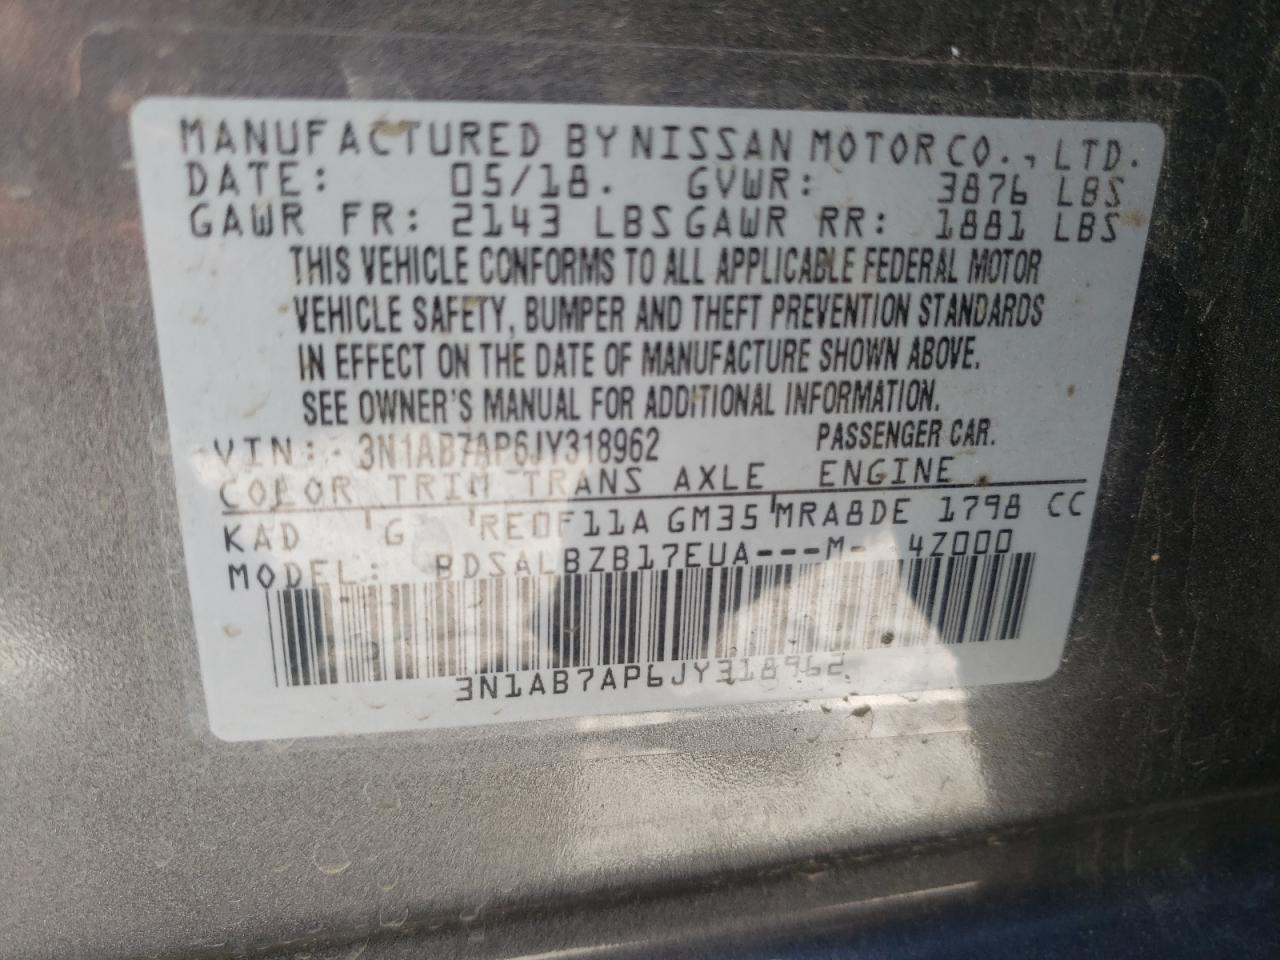 MANUFACTURED BY NISSAN MOTOR CO., LTD.
DATE: 05/18. GVWR: 3876 LBS
GAWR FR: 2143 LBS GAWR RR: 1881 LBS
THIS VEHICLE CONFORMS TO ALL APPLICABLE FEDERAL MOTOR
VEHICLE SAFETY, BUMPER AND THEFT PREVENTION STANDARDS
IN EFFECT ON THE DATE OF MANUFACTURE SHOWN ABOVE.
SEE OWNER'S MANUAL FOR ADDITIONAL INFORMATION.
VIN: 3N1AB7AP6JY318962 PASSENGER CAR.
COLOR TRIM TRANS AXLE ENGINE
KAD G RE0F11A GM35 MRA8DE 1798 CC
MODEL: BDSALBZB17EUA---M- 4Z000
3N1AB7AP6JY318962